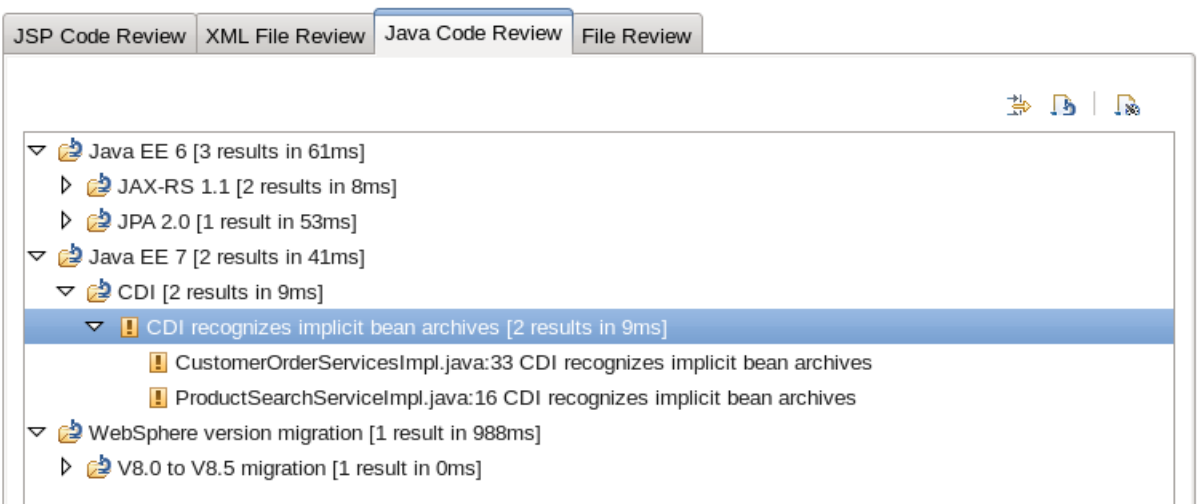 JSP Code Review XML File Review Java Code Review File Review
Java EE 6 [3 results in 61ms]
JAX-RS 1.1 [2 results in 8ms]
JPA 2.0 [1 result in 53ms]
Java EE 7 [2 results in 41ms]
CDI [2 results in 9ms]
CDI recognizes implicit bean archives [2 results in 9ms]
CustomerOrderServicesImpl.java:33 CDI recognizes implicit bean archives
ProductSearchServiceImpl.java:16 CDI recognizes implicit bean archives
WebSphere version migration [1 result in 988ms]
V8.0 to V8.5 migration [1 result in 0ms]